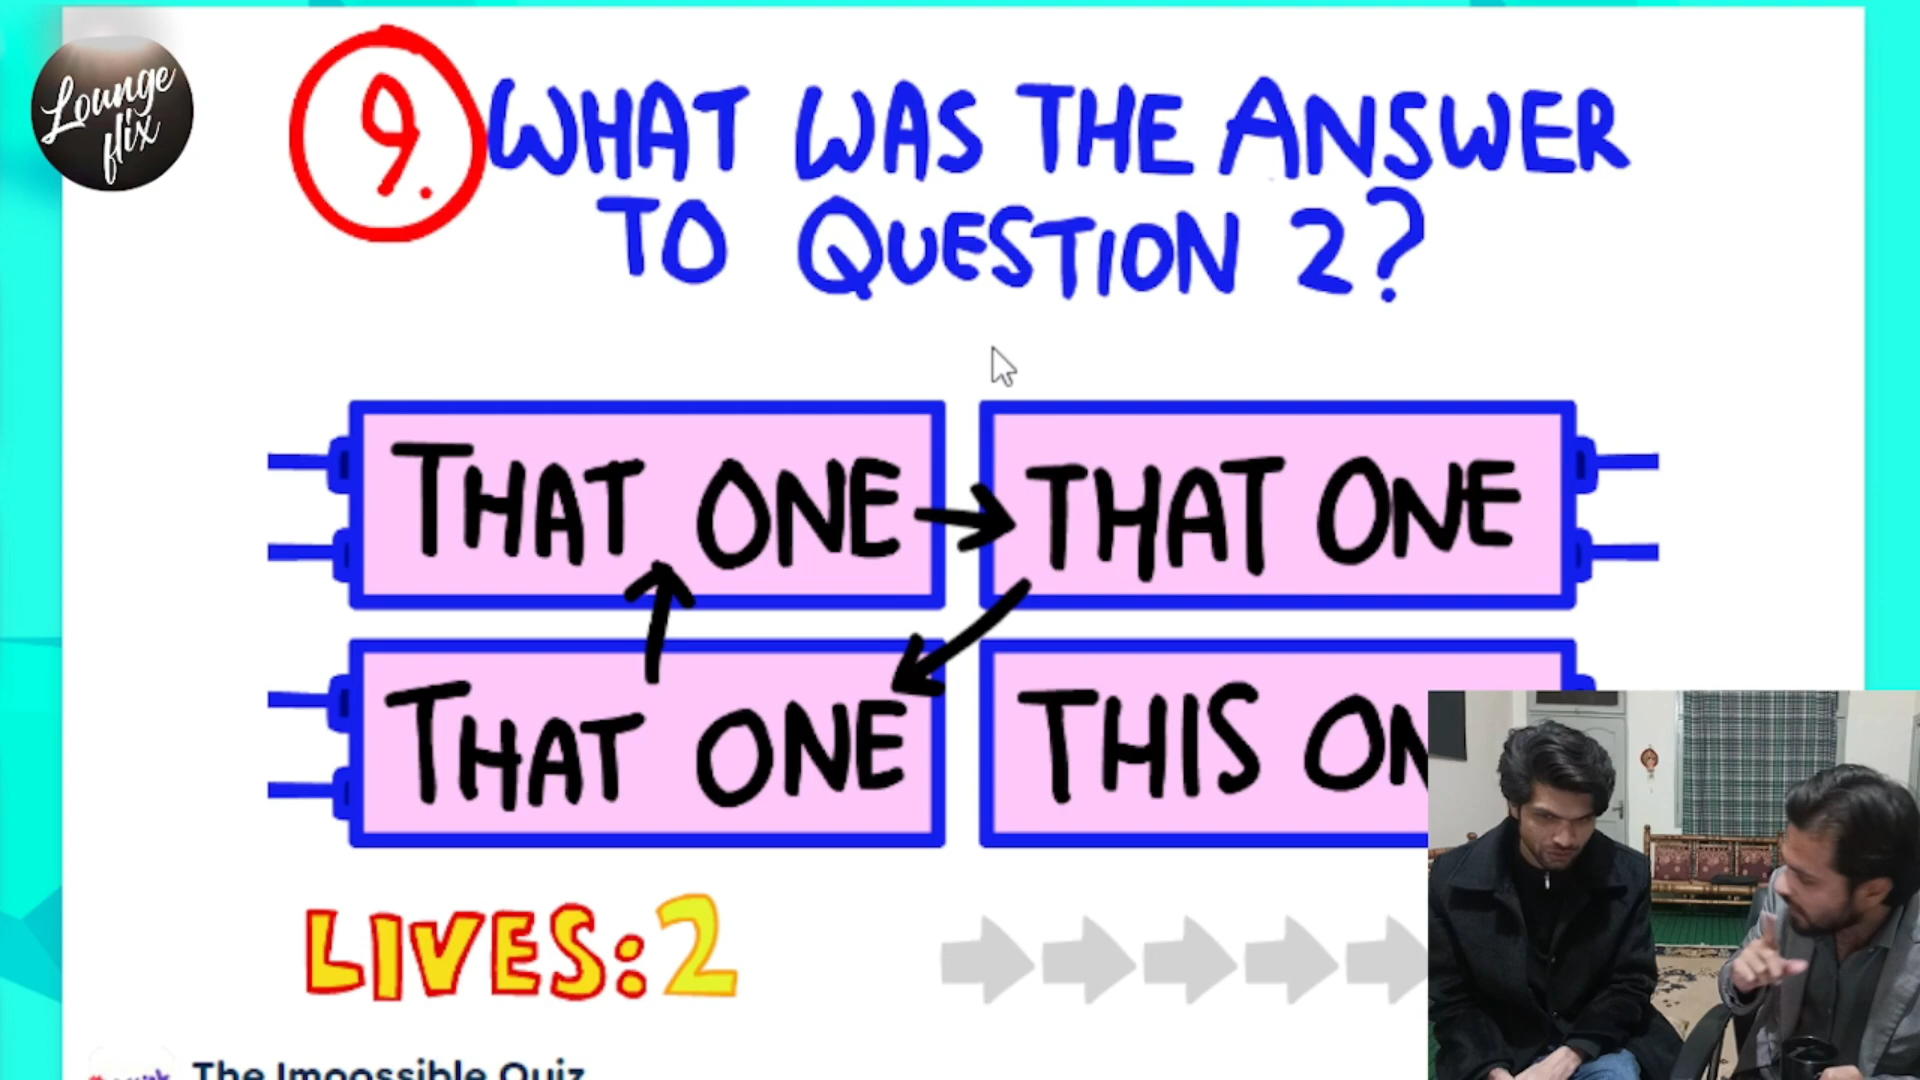 Lounge
flix
9. WHAT WAS THE ANSWER
TO QUESTION 2?
THAT ONE
THAT ONE
THAT ONE
THIS
LIVES:2
The Impossible Quiz